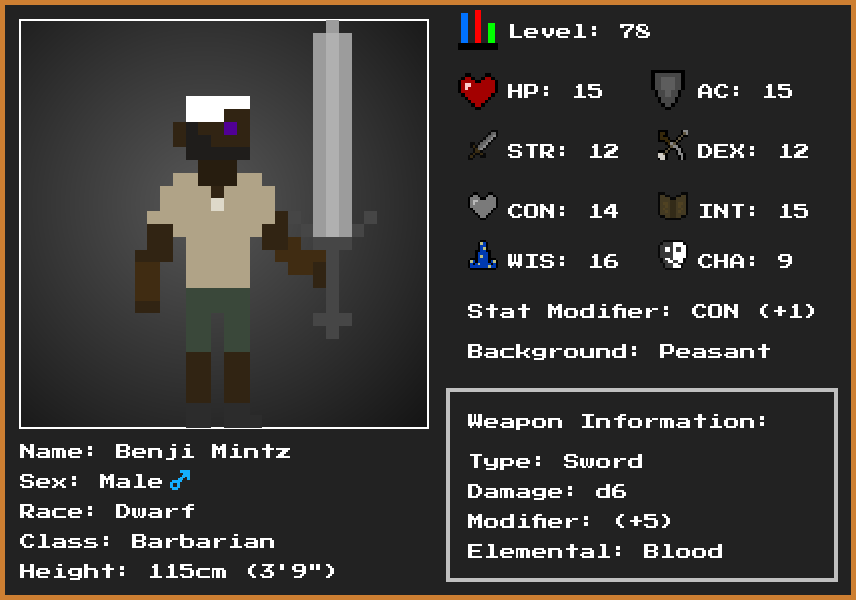 Level: 78
HP: 15 AC: 15
STR: 12 DEX: 12
CON: 14 INT: 15
WIS: 16 CHA: 9
Stat Modifier: CON (+1)
Background: Peasant
Weapon Information:
Type: Sword
Damage: d6
Modifier: (+5)
Elemental: Blood
Name: Benji Mintz
Sex: Male ♂
Race: Dwarf
Class: Barbarian
Height: 115cm (3'9")